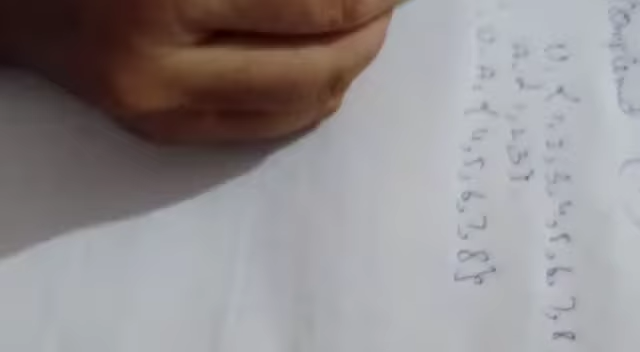 U, { 1, 2, 3, 4, 5, 6, 7, 8
A, { 1, 2 3 }
U. A, { 4, 5, 6, 7, 8 }